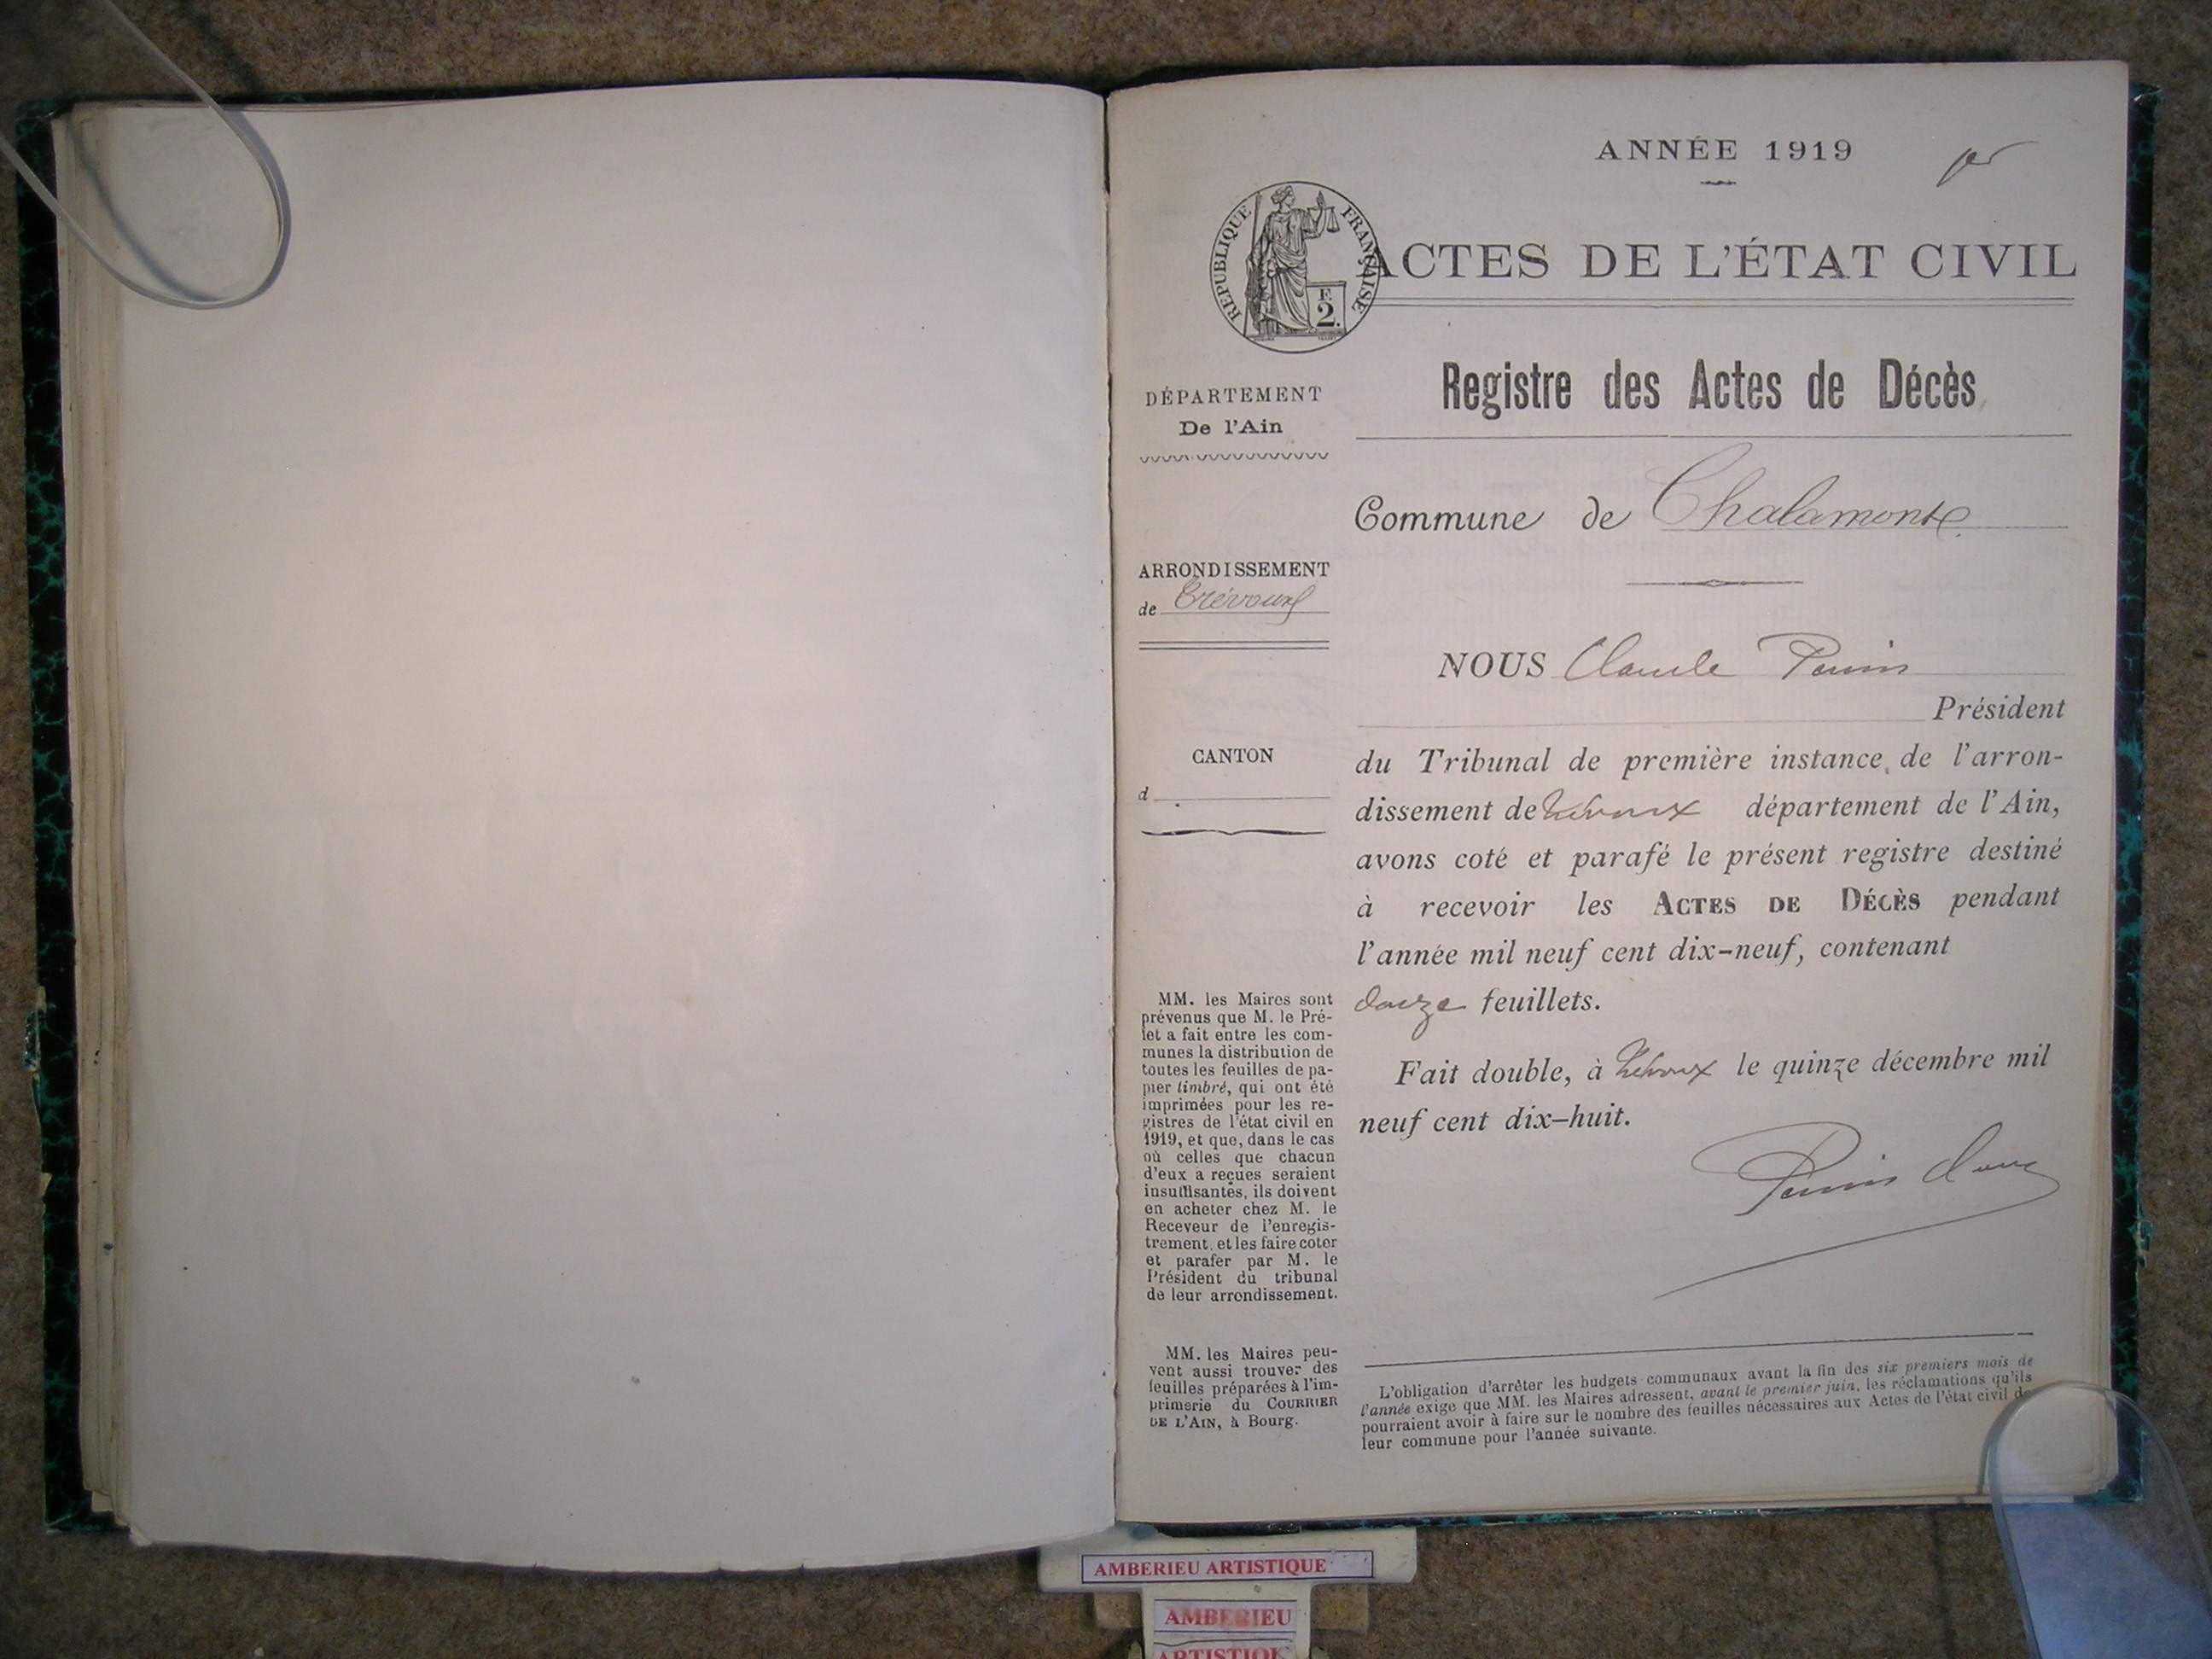 ANNÉE 1919
RÉPUBLIQUE FRANÇAISE
F.
2.
ACTES DE L'ÉTAT CIVIL
Registre des Actes de Décès
DÉPARTEMENT
De l'Ain
Commune de Chalamont
ARRONDISSEMENT
de Trévoux
NOUS Claude
Président
CANTON
d
du Tribunal de première instance de l'arron-
dissement de Trévoux département de l'Ain,
avons coté et parafé le présent registre destiné
à recevoir les ACTES DE DÉCÈS pendant
l'année mil neuf cent dix-neuf, contenant
douze feuillets.
Fait double, à Trévoux le quinze décembre mil
neuf cent dix-huit.
MM. les Maires sont
prévenus que M. le Pré-
fet a fait entre les com-
munes la distribution de
toutes les feuilles de pa-
pier timbré, qui ont été
imprimées pour les re-
gistres de l'état civil en
1919, et que, dans le cas
où celles que chacun
d'eux a reçues seraient
insuffisantes, ils doivent
en acheter chez M. le
Receveur de l'enregis-
trement, et les faire coter
et parafer par M. le
Président du tribunal
de leur arrondissement.
MM. les Maires peu-
vent aussi trouver des
feuilles préparées à l'im-
primerie du COURRIER
DE L'AIN, à Bourg.
L'obligation d'arrêter les budgets communaux avant la fin des six premiers mois de
l'année exige que MM. les Maires adressent, avant le premier juin, les réclamations qu'ils
pourraient avoir à faire sur le nombre des feuilles nécessaires aux Actes de l'état civil de
leur commune pour l'année suivante.
AMBERIEU ARTISTIQUE
AMBERIEU
ARTISTIQ